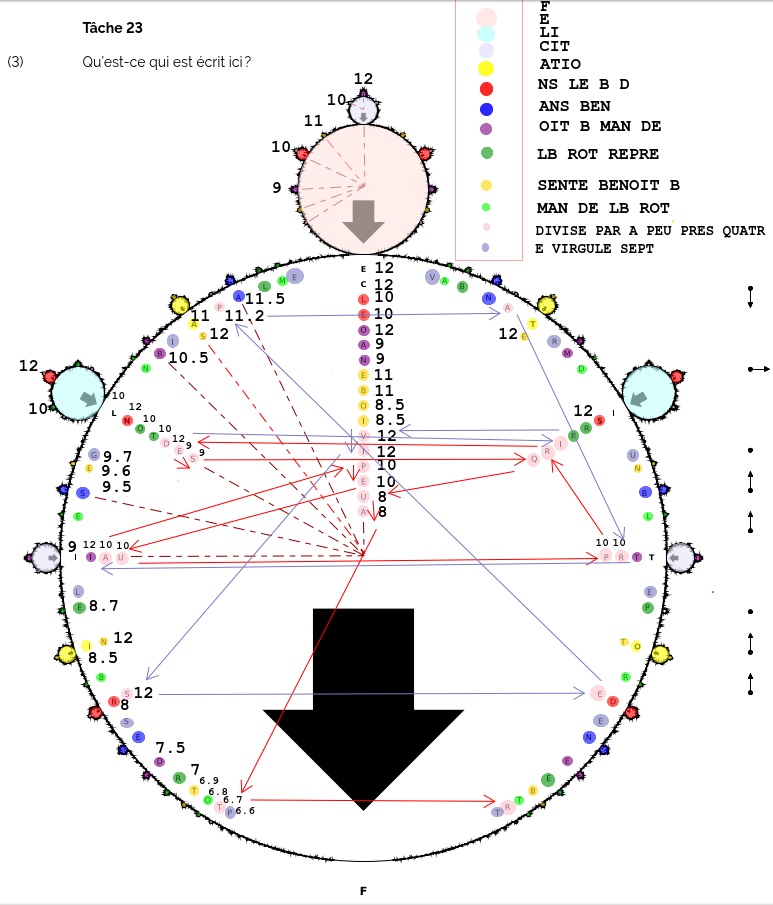 Tâche 23
(3) Qu'est-ce qui est écrit ici ?
F
E
LI
CIT
ATIO
NS LE B D
ANS BEN
OIT B MAN DE
LB ROT REPRE
SENTE BENOIT B
MAN DE LB ROT
DIVISE PAR A PEU PRES QUATR
E VIRGULE SEPT
12
10
11
10
9
E 12
C 12
L 10
E 10
O 12
A 9
N 9
E 11
B 11
O 8.5
I 8.5
V 12
12
P 10
E 10
U 8
A 8
E
M
L
A 11.5
P 11.2
A 11
S 12
I
B 10.5
N
V
A
B
N
A
T
E 12
R
M
D
12
10
10
L
N 12
O 10
T 10
D
E 12
S 9
9
G 9.7
E 9.6
S 9.5
E
9
I
I 12
A 10
U 10
L
E 8.7
I
N 12
8.5
B
B
S 12
8
S
E
D 7.5
R 7
T 6.9
O 6.8
T 6.7
P 6.6
I
S 12
R
F
I
R
Q
U
N
B
L
10 10
P R T T
E
P
T O
R
E D
N
E
E
B
T
R
T
F